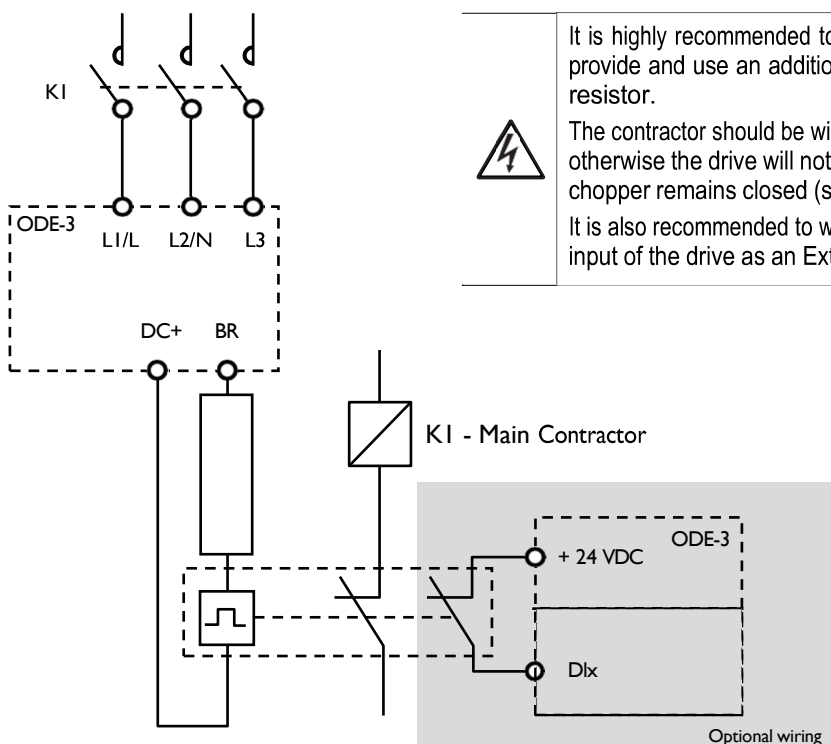 It is highly recommended to
provide and use an additio
resistor.
The contractor should be wi
otherwise the drive will not
chopper remains closed (s
It is also recommended to w
input of the drive as an Ext
K1
ODE-3
L1/L L2/N L3
DC+ BR
K1 - Main Contractor
ODE-3
+ 24 VDC
DIx
Optional wiring